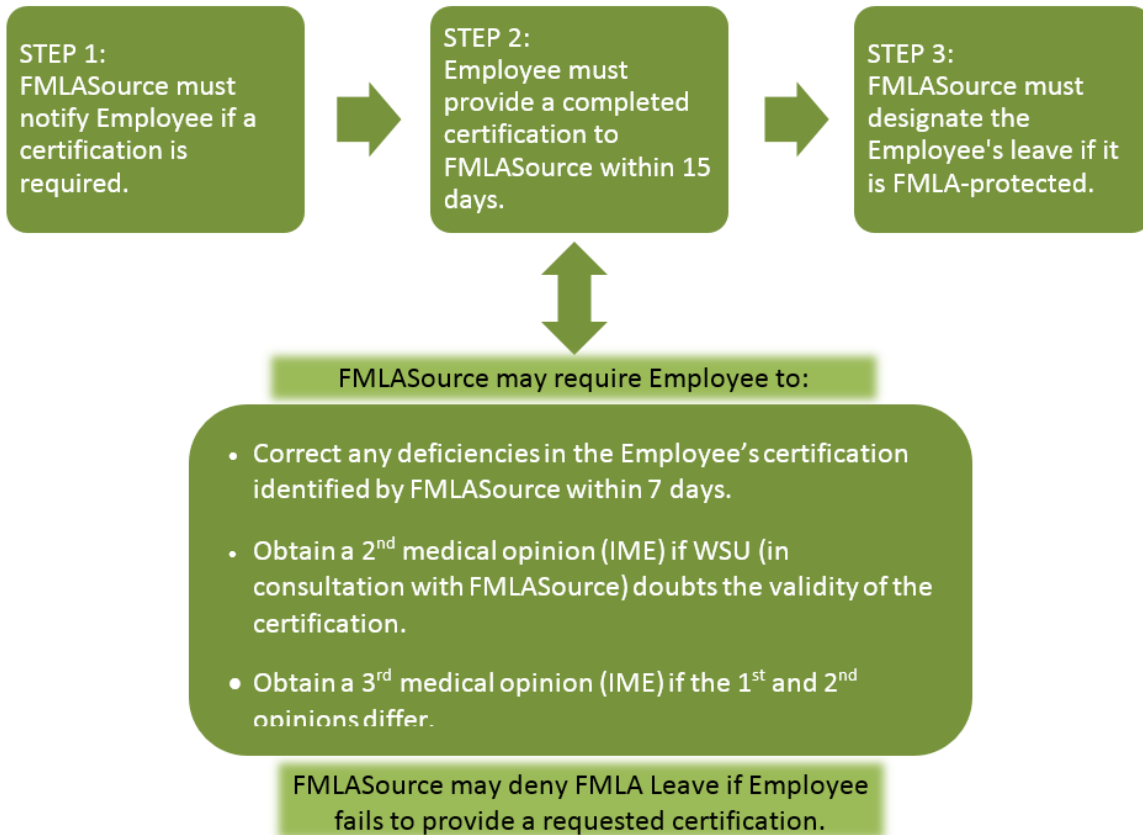 STEP 1:
FMLASource must
notify Employee if a
certification is
required.
STEP 2:
Employee must
provide a completed
certification to
FMLASource within 15
days.
STEP 3:
FMLASource must
designate the
Employee's leave if it
is FMLA-protected.
FMLASource may require Employee to:
• Correct any deficiencies in the Employee’s certification
identified by FMLASource within 7 days.
• Obtain a 2nd medical opinion (IME) if WSU (in
consultation with FMLASource) doubts the validity of the
certification.
• Obtain a 3rd medical opinion (IME) if the 1st and 2nd
opinions differ.
FMLASource may deny FMLA Leave if Employee
fails to provide a requested certification.